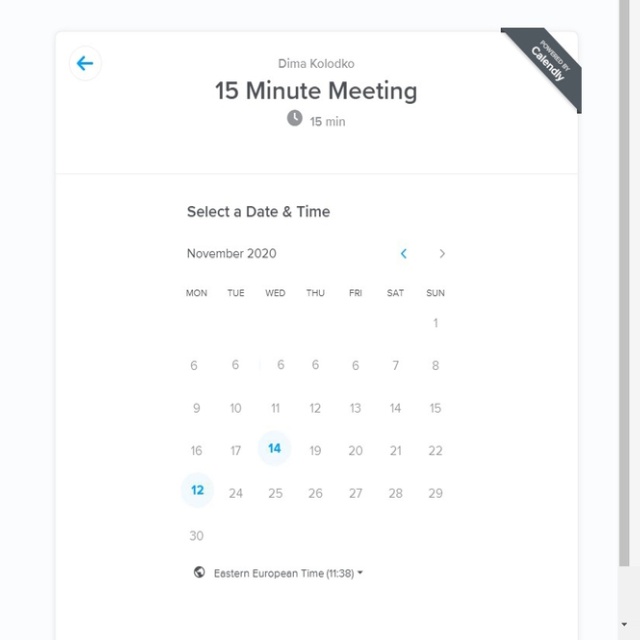 POWERED BY
Calendly
Dima Kolodko
15 Minute Meeting
15 min
Select a Date & Time
November 2020
MON TUE WED THU FRI SAT SUN
1
6 6 6 6 6 7 8
9 10 11 12 13 14 15
16 17 14 19 20 21 22
12 24 25 26 27 28 29
30
Eastern European Time (11:38)